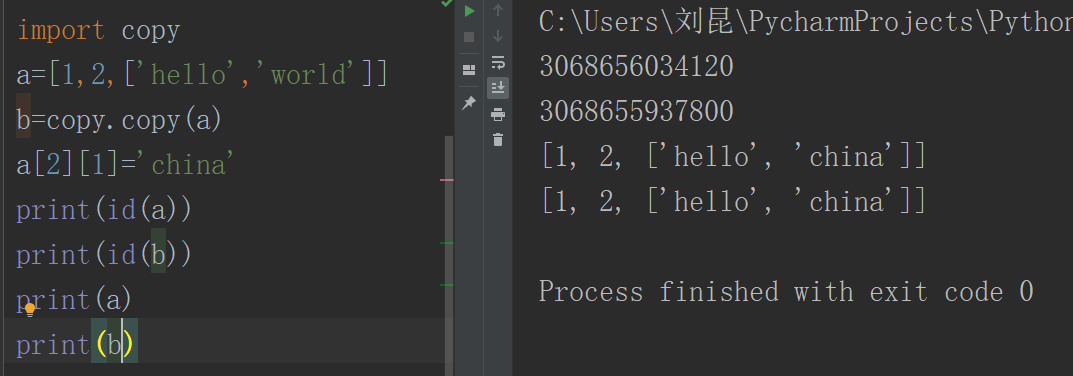 import copy
a=[1,2,['hello','world']]
b=copy.copy(a)
a[2][1]='china'
print(id(a))
print(id(b))
print(a)
print(b)
C:\Users\刘昆\PycharmProjects\Python
3068656034120
3068655937800
[1, 2, ['hello', 'china']]
[1, 2, ['hello', 'china']]
Process finished with exit code 0